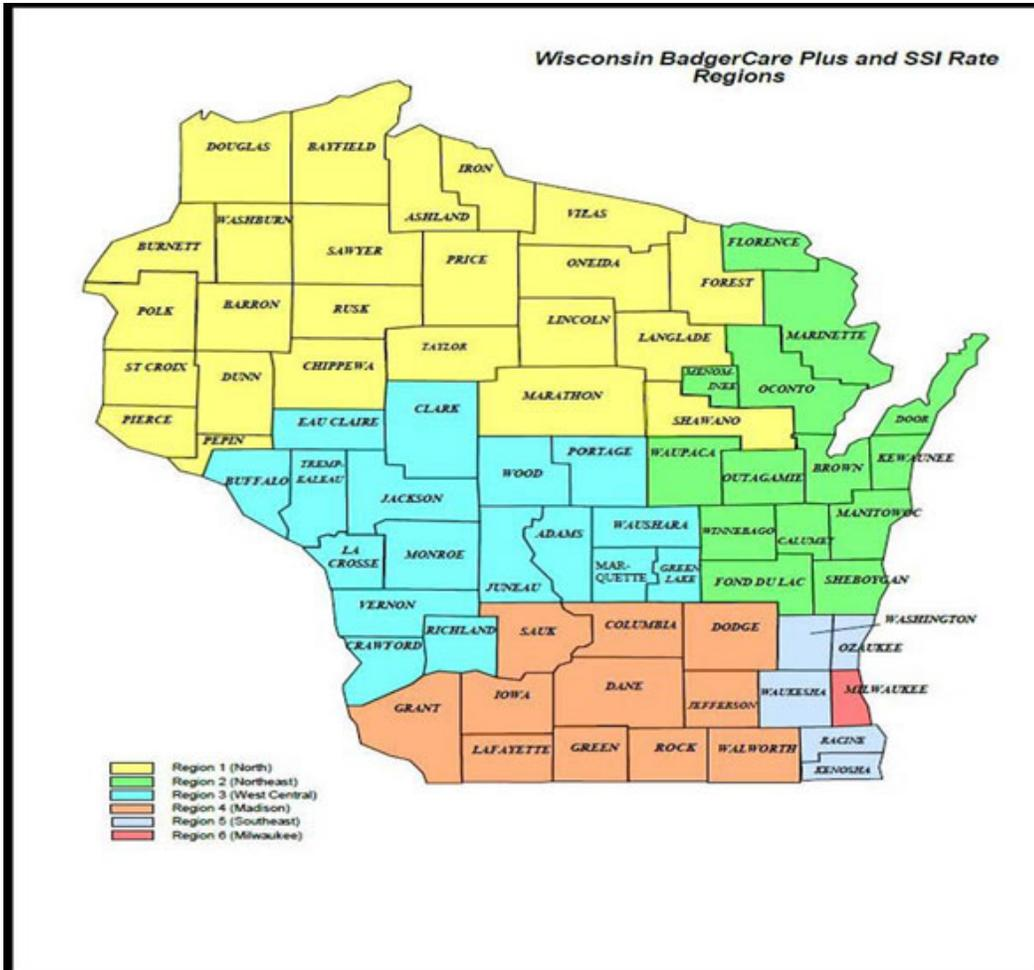 Wisconsin BadgerCare Plus and SSI Rate
Regions
DOUGLAS
BAYFIELD
IRON
ASHLAND
VILAS
WASHBURN
BURNETT
SAWYER
PRICE
ONEIDA
FLORENCE
FOREST
POLK
BARRON
RUSK
LINCOLN
LANGLADE
MARINETTE
TAYLOR
ST CROIX
DUNN
CHIPPEWA
MENOM-
INEE
OCONTO
MARATHON
CLARK
PIERCE
EAU CLAIRE
SHAWANO
DOOR
PEPIN
PORTAGE
WAUPACA
BROWN
KEWAUNEE
BUFFALO
TREMP-
EALEAU
WOOD
OUTAGAMIE
JACKSON
MANITOWOC
WAUSHARA
WINNEBAGO
CALUMET
ADAMS
LA
CROSSE
MONROE
MAR-
QUETTE
GREEN
LAKE
JUNEAU
FOND DU LAC
SHEBOYGAN
VERNON
WASHINGTON
RICHLAND
SAUK
COLUMBIA
DODGE
CRAWFORD
OZAUKEE
DANE
IOWA
WAUKESHA
MILWAUKEE
GRANT
JEFFERSON
LAFAYETTE
GREEN
ROCK
WALWORTH
RACINE
KENOSHA
Region 1 (North)
Region 2 (Northeast)
Region 3 (West Central)
Region 4 (Madison)
Region 5 (Southeast)
Region 6 (Milwaukee)